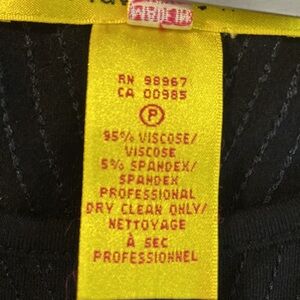 RN 98967
CA 00985
P
95% VISCOSE/
VISCOSE
5% SPANDEX/
SPANDEX
PROFESSIONAL
DRY CLEAN ONLY/
NETTOYAGE
À SEC
PROFESSIONNEL